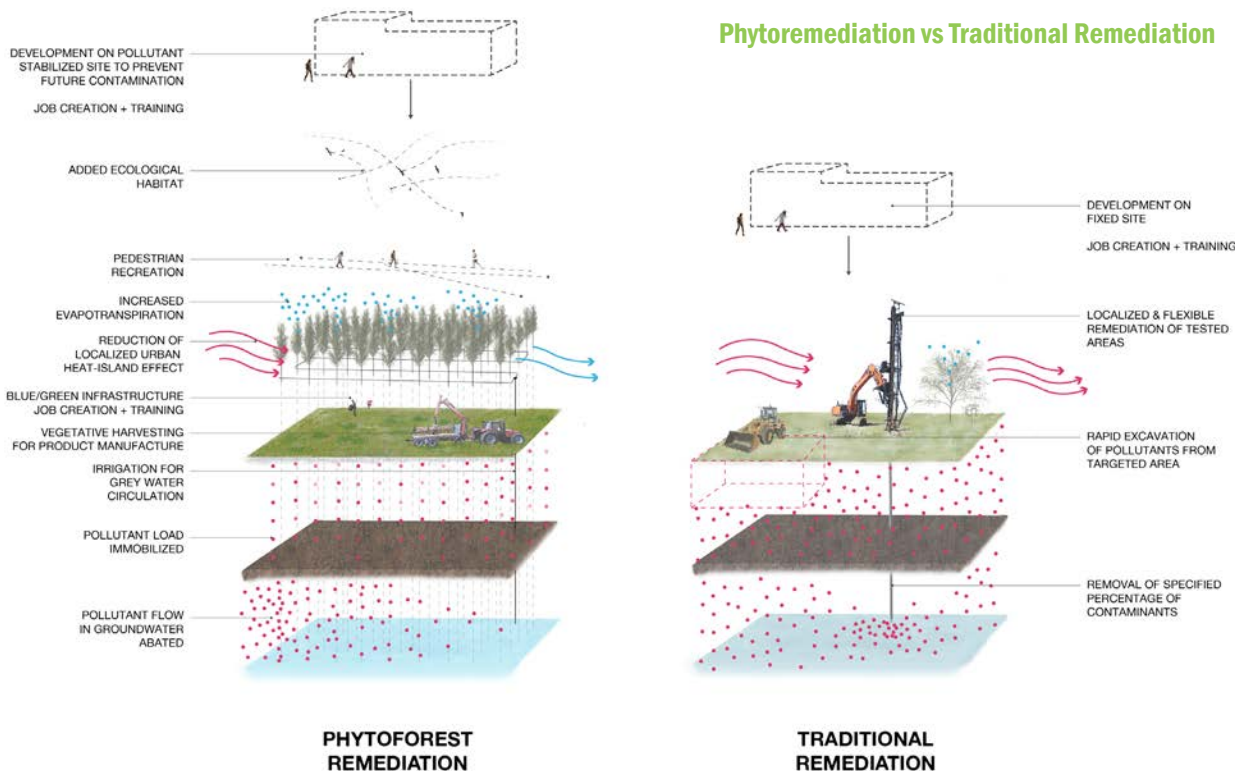 Phytoremediation vs Traditional Remediation
DEVELOPMENT ON POLLUTANT
STABILIZED SITE TO PREVENT
FUTURE CONTAMINATION
JOB CREATION + TRAINING
ADDED ECOLOGICAL
HABITAT
PEDESTRIAN
RECREATION
INCREASED
EVAPOTRANSPIRATION
REDUCTION OF
LOCALIZED URBAN
HEAT-ISLAND EFFECT
BLUE/GREEN INFRASTRUCTURE
JOB CREATION + TRAINING
VEGETATIVE HARVESTING
FOR PRODUCT MANUFACTURE
IRRIGATION FOR
GREY WATER
CIRCULATION
POLLUTANT LOAD
IMMOBILIZED
POLLUTANT FLOW
IN GROUNDWATER
ABATED
PHYTOFOREST
REMEDIATION
DEVELOPMENT ON
FIXED SITE
JOB CREATION + TRAINING
LOCALIZED & FLEXIBLE
REMEDIATION OF TESTED
AREAS
RAPID EXCAVATION
OF POLLUTANTS FROM
TARGETED AREA
REMOVAL OF SPECIFIED
PERCENTAGE OF
CONTAMINANTS
TRADITIONAL
REMEDIATION